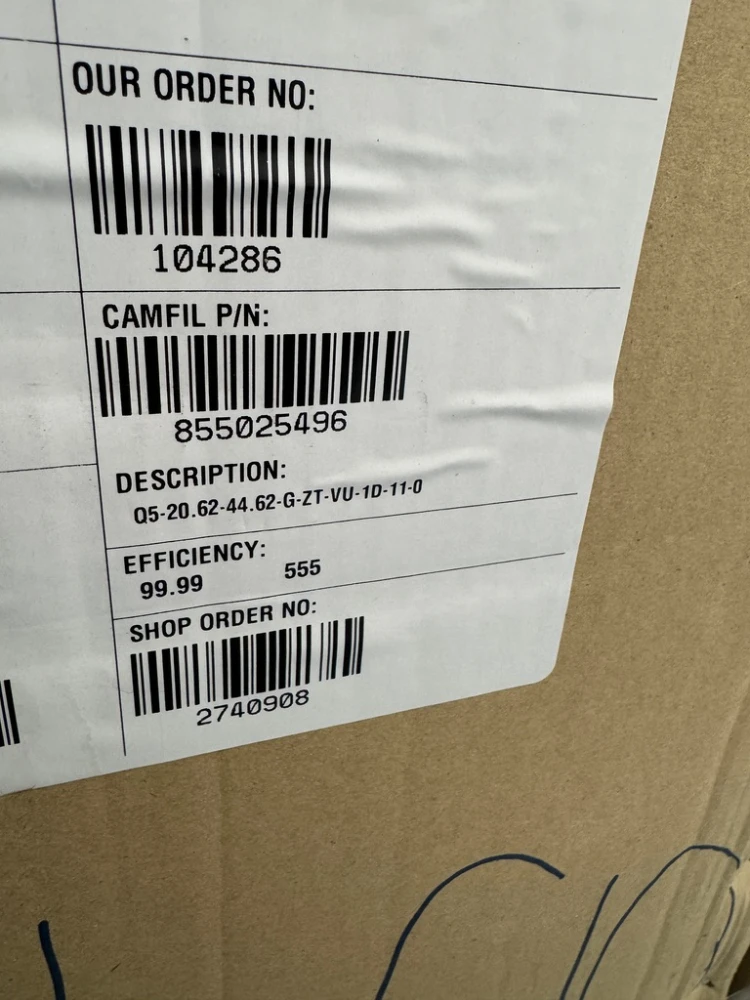 OUR ORDER NO:
104286
CAMFIL P/N:
855025496
DESCRIPTION:
Q5-20.62-44.62-G-ZT-VU-1D-11-0
EFFICIENCY:
99.99 555
SHOP ORDER NO:
2740908